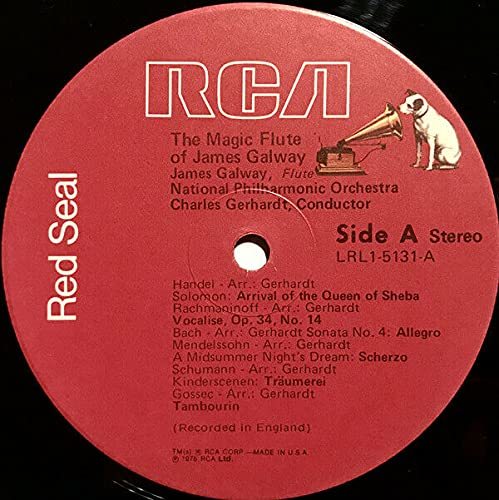 RCA
The Magic Flute
of James Galway
James Galway, Flute
National Philharmonic Orchestra
Charles Gerhardt, Conductor
Side A Stereo
LRL1-5131-A
Red Seal
Handel - Arr.: Gerhardt
Solomon: Arrival of the Queen of Sheba
Rachmaninoff - Arr.: Gerhardt
Vocalise, Op. 34, No. 14
Bach - Arr.: Gerhardt Sonata No. 4: Allegro
Mendelssohn - Arr.: Gerhardt
A Midsummer Night's Dream: Scherzo
Schumann - Arr.: Gerhardt
Kinderscenen: Träumerei
Gossec - Arr.: Gerhardt
Tambourin
(Recorded in England)
TM(s) ® RCA CORP—MADE IN U.S.A.
℗ 1976 RCA Ltd.